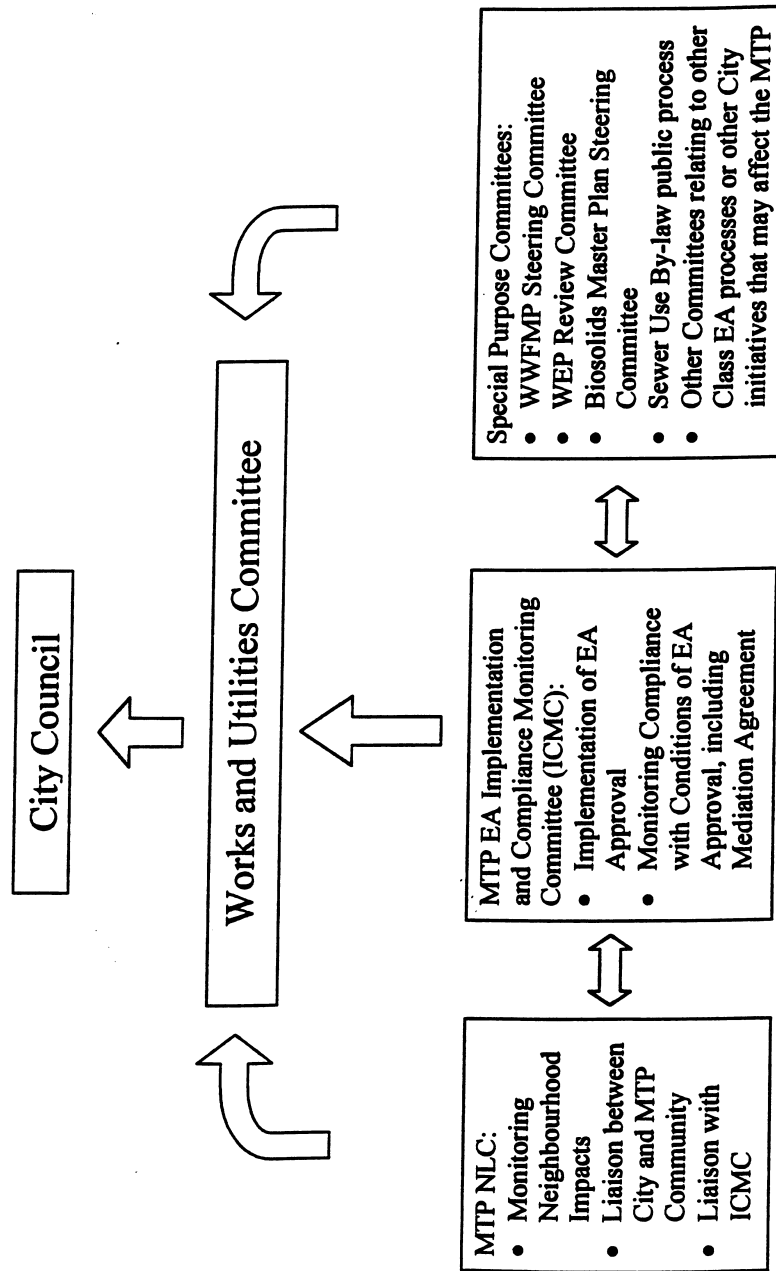 City Council
Works and Utilities Committee
MTP NLC:
● Monitoring
Neighbourhood
Impacts
● Liaison between
City and MTP
Community
● Liaison with
ICMC
MTP EA Implementation
and Compliance Monitoring
Committee (ICMC):
● Implementation of EA
Approval
● Monitoring Compliance
with Conditions of EA
Approval, including
Mediation Agreement
Special Purpose Committees:
● WWFMP Steering Committee
● WEP Review Committee
● Biosolids Master Plan Steering
Committee
● Sewer Use By-law public process
● Other Committees relating to other
Class EA processes or other City
initiatives that may affect the MTP